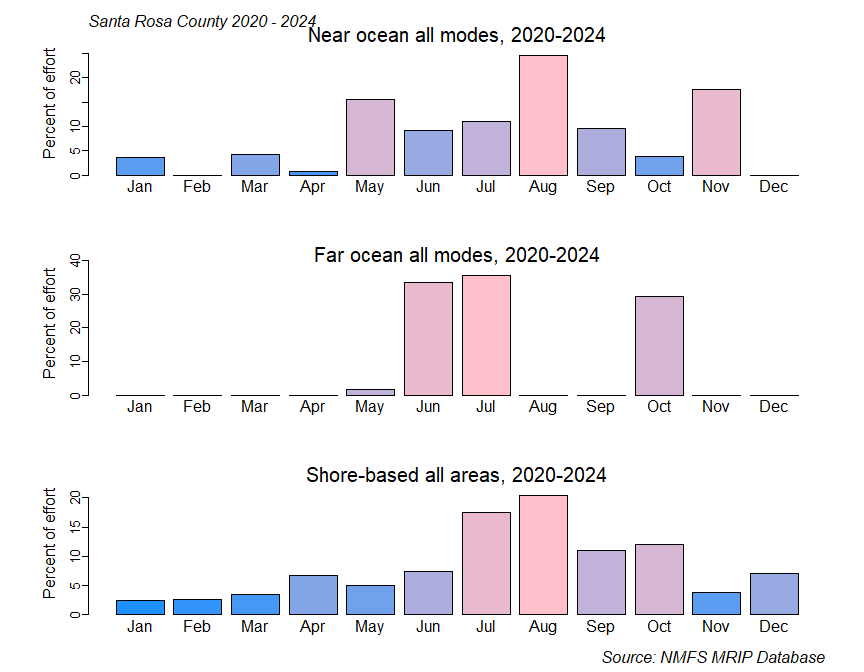 Santa Rosa County 2020 - 2024
Near ocean all modes, 2020-2024
Percent of effort
0 5 10 20
Jan Feb Mar Apr May Jun Jul Aug Sep Oct Nov Dec
Far ocean all modes, 2020-2024
Percent of effort
0 10 20 30 40
Jan Feb Mar Apr May Jun Jul Aug Sep Oct Nov Dec
Shore-based all areas, 2020-2024
Percent of effort
0 5 10 15 20
Jan Feb Mar Apr May Jun Jul Aug Sep Oct Nov Dec
Source: NMFS MRIP Database